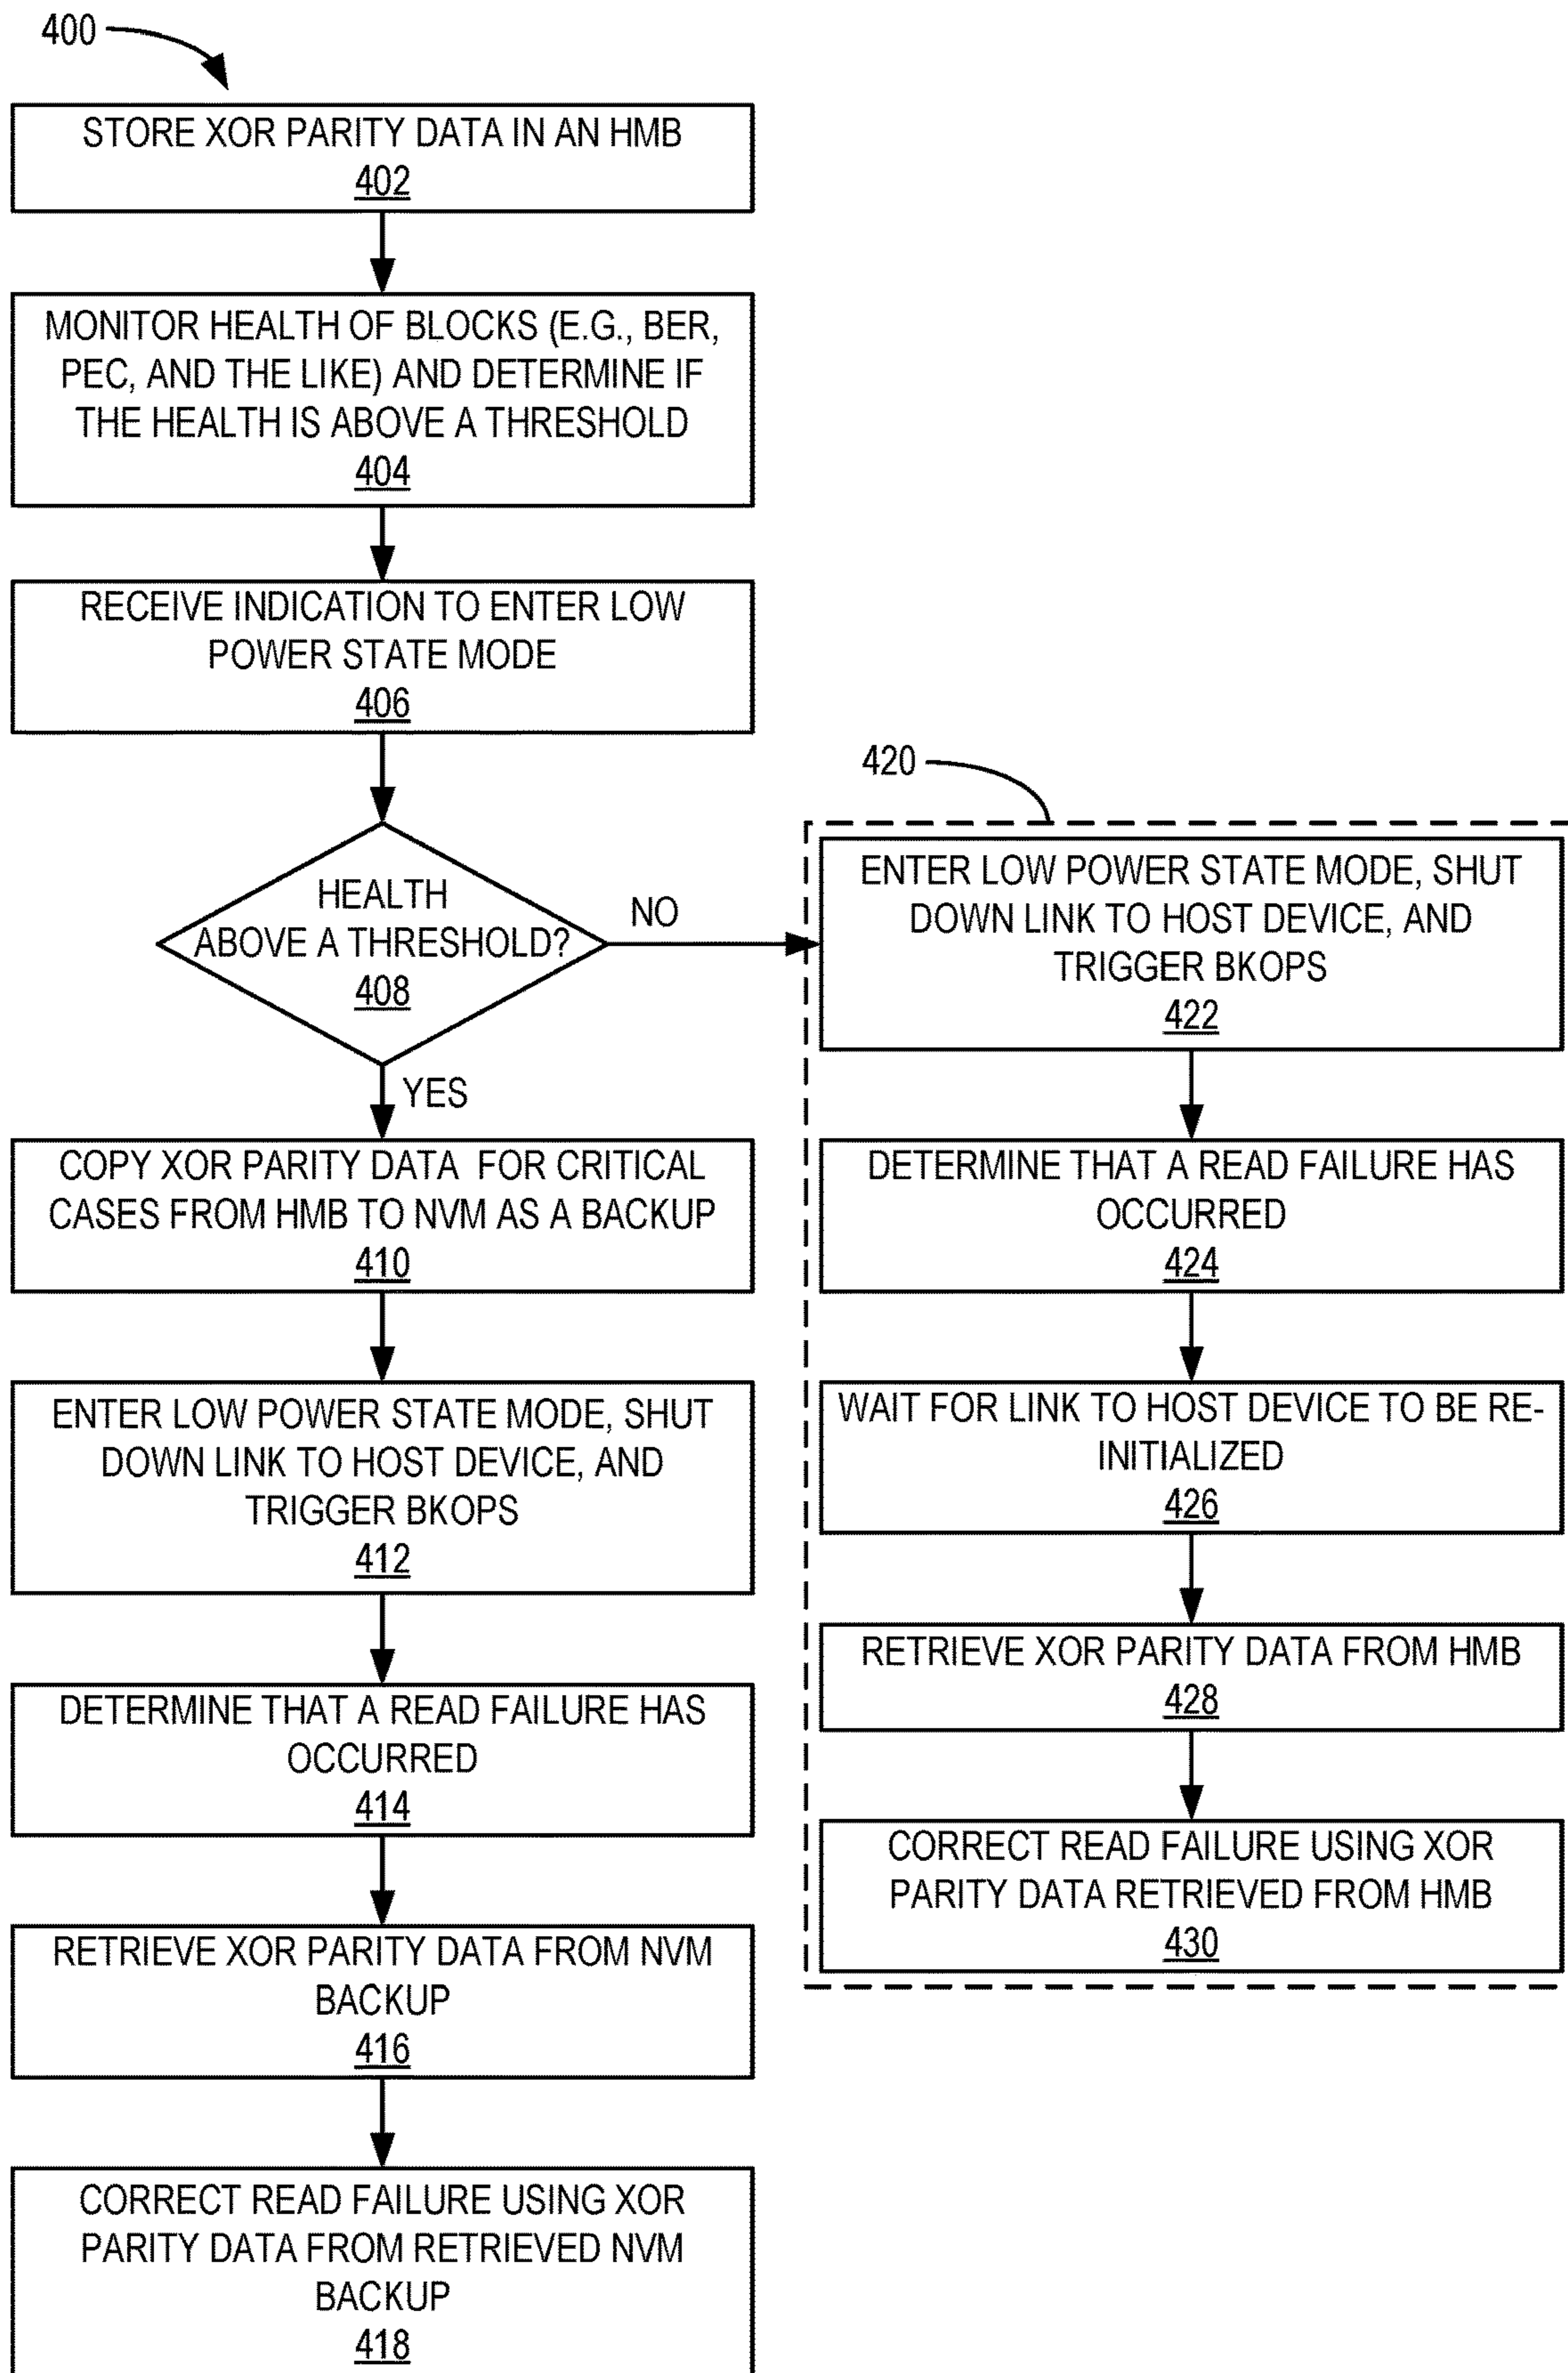 400
STORE XOR PARITY DATA IN AN HMB
402
MONITOR HEALTH OF BLOCKS (E.G., BER,
PEC, AND THE LIKE) AND DETERMINE IF
THE HEALTH IS ABOVE A THRESHOLD
404
RECEIVE INDICATION TO ENTER LOW
POWER STATE MODE
406
HEALTH
ABOVE A THRESHOLD?
408
NO
YES
COPY XOR PARITY DATA FOR CRITICAL
CASES FROM HMB TO NVM AS A BACKUP
410
ENTER LOW POWER STATE MODE, SHUT
DOWN LINK TO HOST DEVICE, AND
TRIGGER BKOPS
412
DETERMINE THAT A READ FAILURE HAS
OCCURRED
414
RETRIEVE XOR PARITY DATA FROM NVM
BACKUP
416
CORRECT READ FAILURE USING XOR
PARITY DATA FROM RETRIEVED NVM
BACKUP
418
420
ENTER LOW POWER STATE MODE, SHUT
DOWN LINK TO HOST DEVICE, AND
TRIGGER BKOPS
422
DETERMINE THAT A READ FAILURE HAS
OCCURRED
424
WAIT FOR LINK TO HOST DEVICE TO BE RE-
INITIALIZED
426
RETRIEVE XOR PARITY DATA FROM HMB
428
CORRECT READ FAILURE USING XOR
PARITY DATA RETRIEVED FROM HMB
430